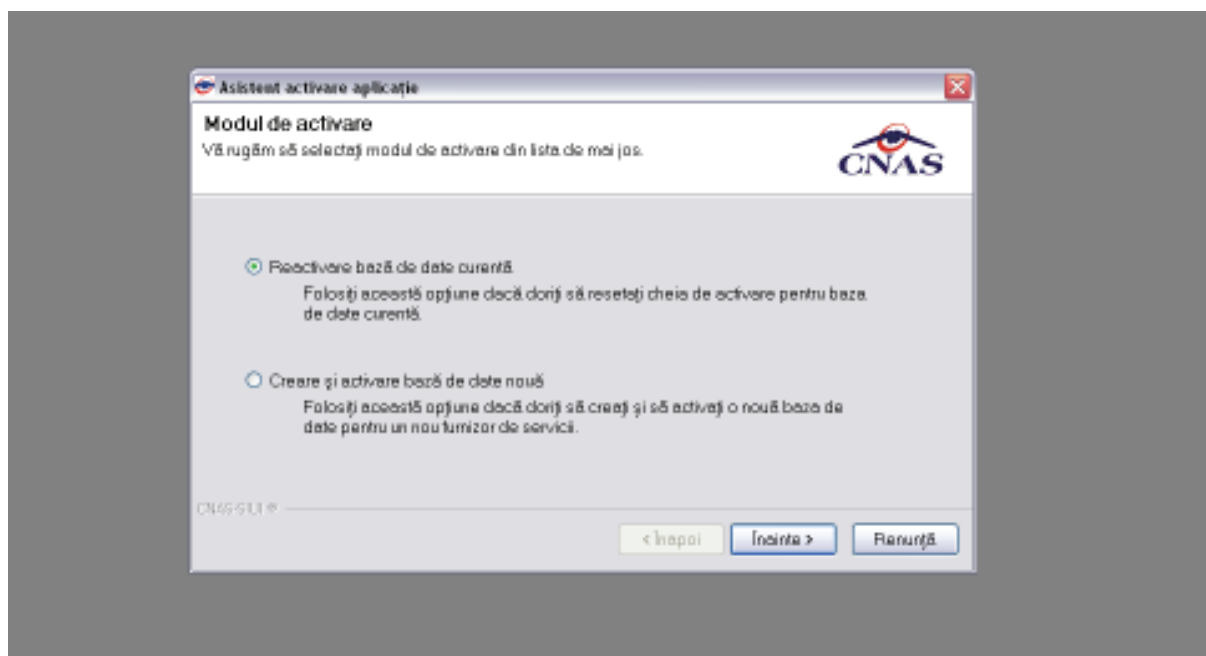 Asistent activare aplicație
Modul de activare
Vă rugăm să selectați modul de activare din lista de mai jos.
CNAS
Reactivare bază de date curentă
Folosiți această opțiune dacă doriți să resetați cheia de activare pentru baza
de date curentă.
Creare și activare bază de date nouă
Folosiți această opțiune dacă doriți să creați și să activați o nouă baza de
date pentru un nou furnizor de servicii.
CNAS-SIUI ®
< Înapoi
Înainte >
Renunță